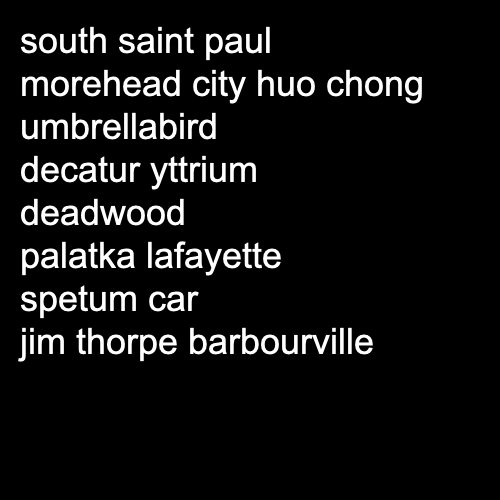 south saint paul
morehead city huo chong
umbrellabird
decatur yttrium
deadwood
palatka lafayette
spetum car
jim thorpe barbourville